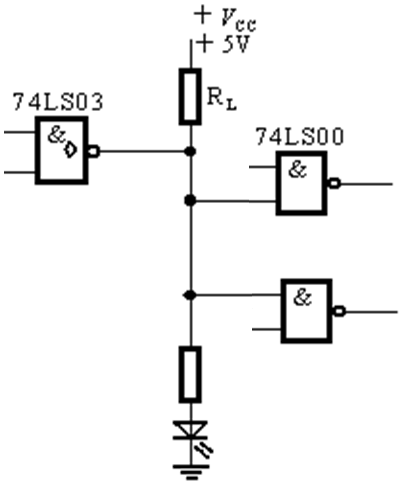 + Vcc
+ 5V
74LS03
RL
74LS00
&
&
&